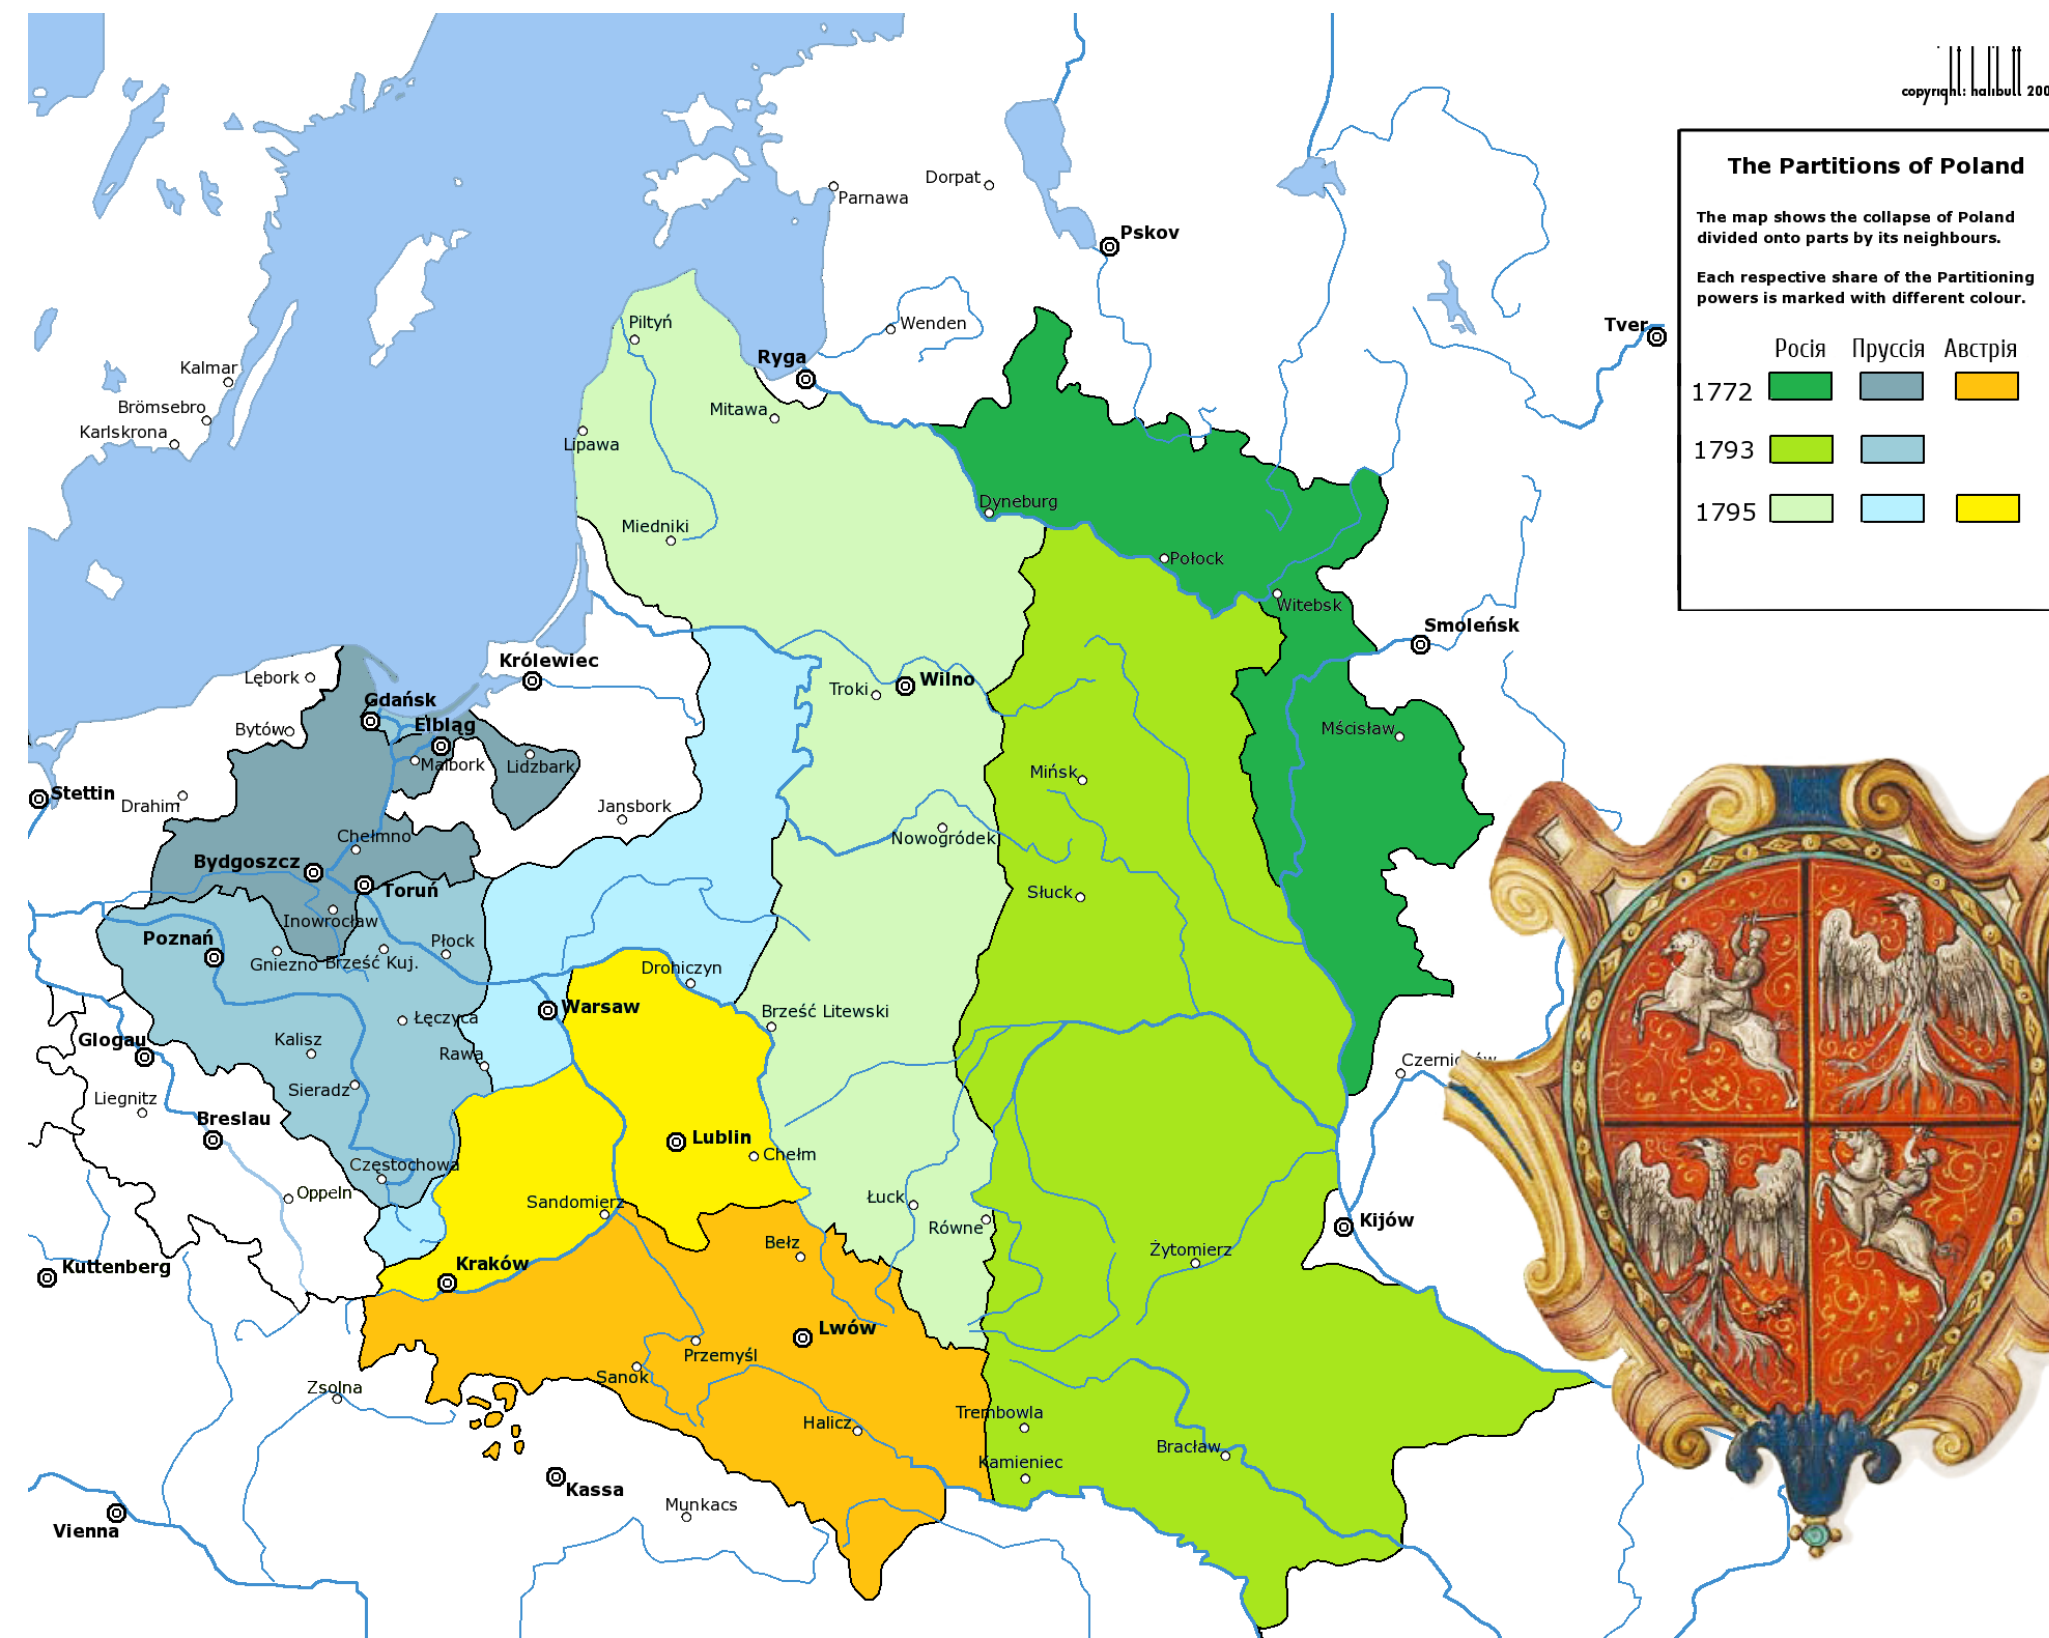 copyright: halibull 200
The Partitions of Poland
The map shows the collapse of Poland
divided onto parts by its neighbours.
Each respective share of the Partitioning
powers is marked with different colour.
Росія Пруссія Австрія
1772
1793
1795
Parnawa
Dorpat
Pskov
Piltyń
Wenden
Tver
Ryga
Kalmar
Mitawa
Brömsebro
Karlskrona
Lipawa
Dyneburg
Miedniki
Połock
Witebsk
Smoleńsk
Królewiec
Lębork
Troki
Wilno
Gdańsk
Bytów
Elbląg
Mścisław
Malbork
Lidzbark
Mińsk
Stettin
Drahim
Jansbork
Chełmno
Nowogródek
Bydgoszcz
Toruń
Słuck
Inowrocław
Poznań
Płock
Gniezno
Brześć Kuj.
Drohiczyn
Warsaw
Brześć Litewski
Łęczyca
Glogau
Kalisz
Rawa
Sieradz
Liegnitz
Breslau
Lublin
Chełm
Częstochowa
Oppeln
Sandomierz
Łuck
Równe
Kijów
Bełz
Żytomierz
Kuttenberg
Kraków
Lwów
Przemyśl
Sanok
Zsolna
Trembowla
Halicz
Bracław
Kamieniec
Kassa
Munkacs
Vienna